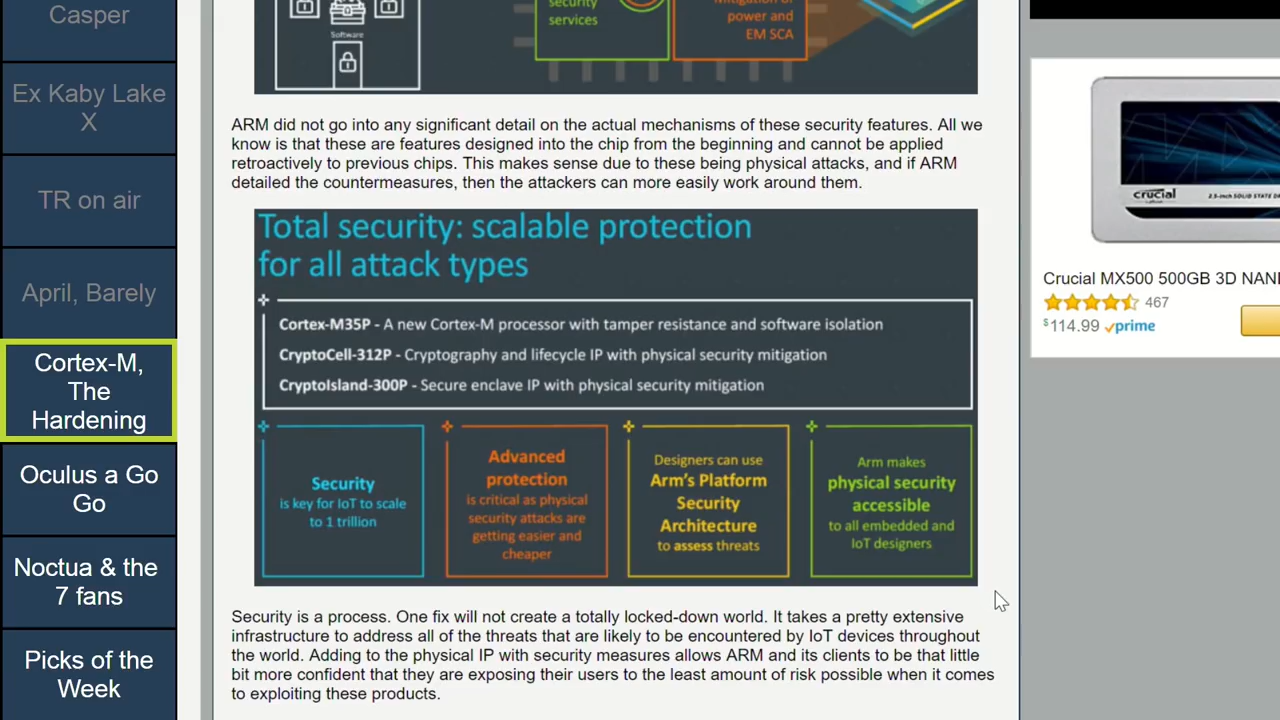 Casper
Ex Kaby Lake
X
TR on air
April, Barely
Cortex-M,
The
Hardening
Oculus a Go
Go
Noctua & the
7 fans
Picks of the
Week
Software
security
services
power and
EM SCA
ARM did not go into any significant detail on the actual mechanisms of these security features. All we
know is that these are features designed into the chip from the beginning and cannot be applied
retroactively to previous chips. This makes sense due to these being physical attacks, and if ARM
detailed the countermeasures, then the attackers can more easily work around them.
Total security: scalable protection
for all attack types
Cortex-M35P - A new Cortex-M processor with tamper resistance and software isolation
CryptoCell-312P - Cryptography and lifecycle IP with physical security mitigation
CryptoIsland-300P - Secure enclave IP with physical security mitigation
Security
is key for IoT to scale
to 1 trillion
Advanced
protection
is critical as physical
security attacks are
getting easier and
cheaper
Designers can use
Arm's Platform
Security
Architecture
to assess threats
Arm makes
physical security
accessible
to all embedded and
IoT designers
Security is a process. One fix will not create a totally locked-down world. It takes a pretty extensive
infrastructure to address all of the threats that are likely to be encountered by IoT devices throughout
the world. Adding to the physical IP with security measures allows ARM and its clients to be that little
bit more confident that they are exposing their users to the least amount of risk possible when it comes
to exploiting these products.
crucial
Crucial MX500 500GB 3D NAN
467
$114.99 prime